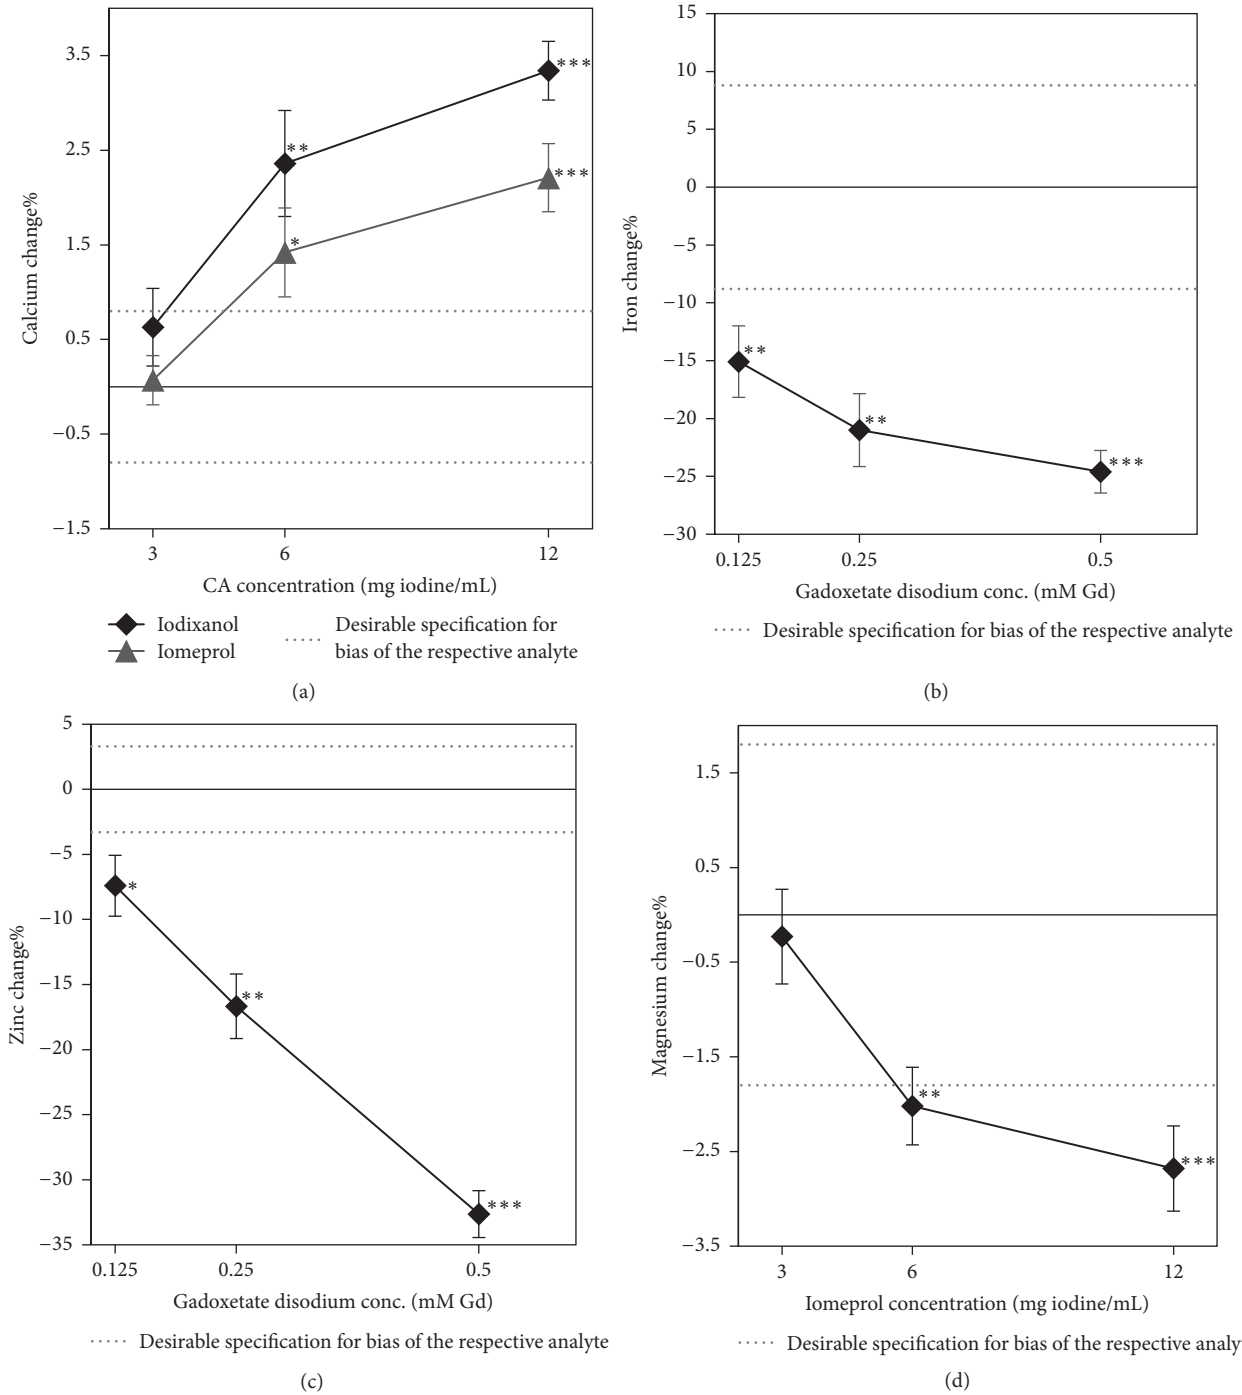 3.5
2.5
1.5
0.5
−0.5
−1.5
Calcium change%
***
**
***
*
3 6 12
CA concentration (mg iodine/mL)
Iodixanol
Iomeprol
Desirable specification for
bias of the respective analyte
(a)
15
10
5
0
−5
−10
−15
−20
−25
−30
Iron change%
**
**
***
0.125 0.25 0.5
Gadoxetate disodium conc. (mM Gd)
Desirable specification for bias of the respective analyte
(b)
5
0
−5
−10
−15
−20
−25
−30
−35
Zinc change%
*
**
***
0.125 0.25 0.5
Gadoxetate disodium conc. (mM Gd)
Desirable specification for bias of the respective analyte
(c)
1.5
0.5
−0.5
−1.5
−2.5
−3.5
Magnesium change%
**
***
3 6 12
Iomeprol concentration (mg iodine/mL)
Desirable specification for bias of the respective analy
(d)